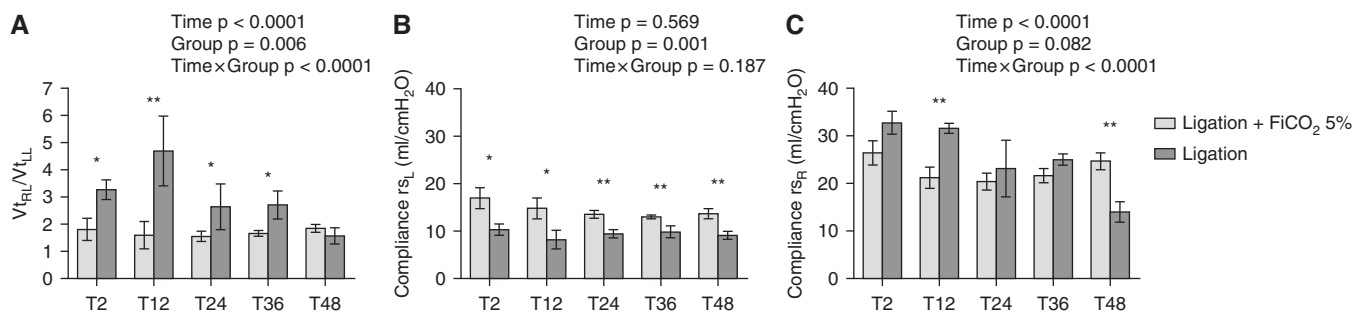 A
Time p < 0.0001
Group p = 0.006
Time×Group p < 0.0001
Vt_RL/Vt_LL
7
6
5
4
3
2
1
0
*
**
*
*
T2 T12 T24 T36 T48
B
Time p = 0.569
Group p = 0.001
Time×Group p = 0.187
Compliance rs_L (ml/cmH₂O)
40
30
20
10
0
*
*
**
**
**
T2 T12 T24 T36 T48
C
Time p < 0.0001
Group p = 0.082
Time×Group p < 0.0001
Compliance rs_R (ml/cmH₂O)
40
30
20
10
0
**
**
T2 T12 T24 T36 T48
Ligation + FiCO₂ 5%
Ligation